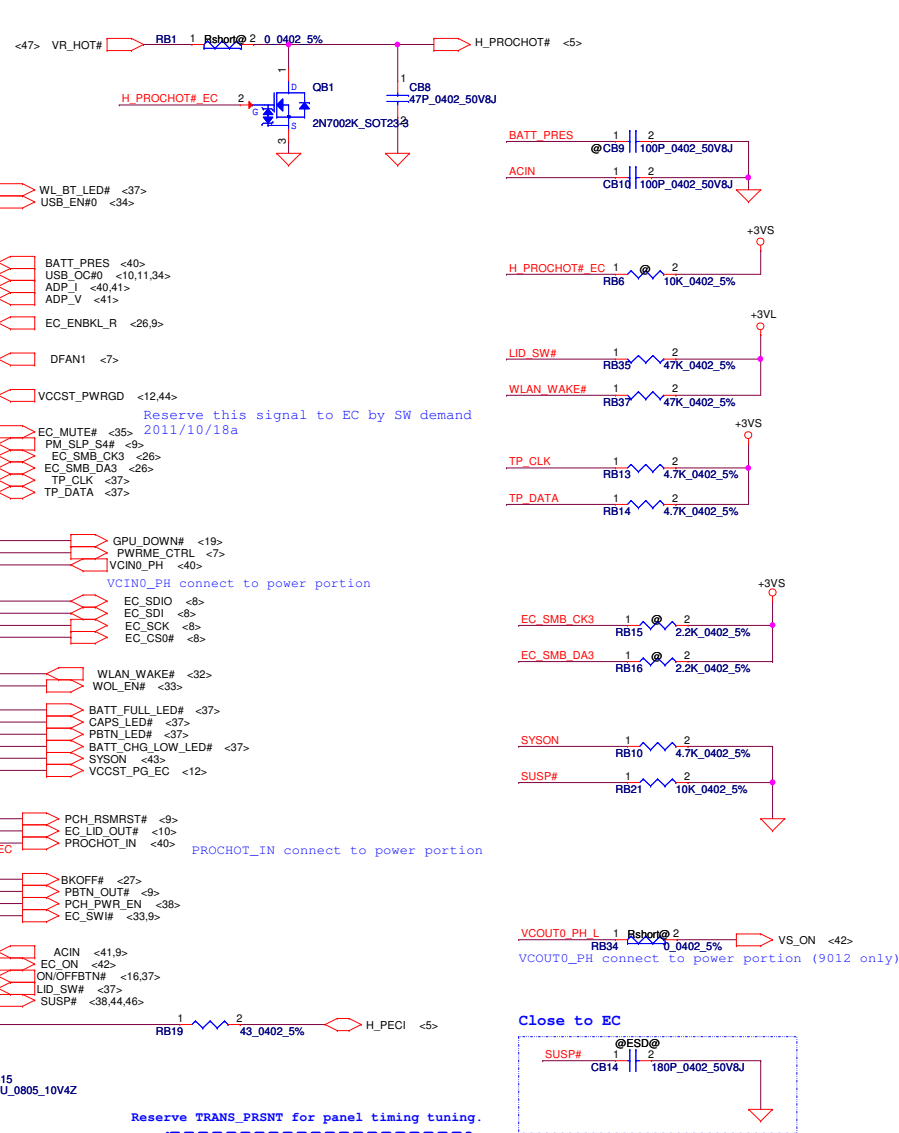 <47> VR_HOT# RB1 1 Rshort@ 2 0_0402_5% H_PROCHOT# <5>
1
D
QB1
H_PROCHOT#_EC 2
G
S
2N7002K_SOT23-3
3
1
CB8
47P_0402_50V8J
2
BATT_PRES 1 2
@CB9 100P_0402_50V8J
ACIN 1 2
CB10 100P_0402_50V8J
WL_BT_LED# <37>
USB_EN#0 <34>
+3VS
H_PROCHOT#_EC 1 @ 2
RB6 10K_0402_5%
BATT_PRES <40>
USB_OC#0 <10,11,34>
ADP_I <40,41>
ADP_V <41>
EC_ENBKL_R <26,9>
DFAN1 <7>
VCCST_PWRGD <12,44>
+3VL
LID_SW# 1 2
RB35 47K_0402_5%
WLAN_WAKE# 1 2
RB37 47K_0402_5%
Reserve this signal to EC by SW demand
2011/10/18a
EC_MUTE# <35>
PM_SLP_S4# <9>
EC_SMB_CK3 <26>
EC_SMB_DA3 <26>
TP_CLK <37>
TP_DATA <37>
+3VS
TP_CLK 1 2
RB13 4.7K_0402_5%
TP_DATA 1 2
RB14 4.7K_0402_5%
GPU_DOWN# <19>
PWRME_CTRL <7>
VCIN0_PH <40>
VCIN0_PH connect to power portion
EC_SDIO <8>
EC_SDI <8>
EC_SCK <8>
EC_CS0# <8>
+3VS
EC_SMB_CK3 1 @ 2
RB15 2.2K_0402_5%
EC_SMB_DA3 1 @ 2
RB16 2.2K_0402_5%
WLAN_WAKE# <32>
WOL_EN# <33>
BATT_FULL_LED# <37>
CAPS_LED# <37>
PBTN_LED# <37>
BATT_CHG_LOW_LED# <37>
SYSON <43>
VCCST_PG_EC <12>
SYSON 1 2
RB10 4.7K_0402_5%
SUSP# 1 2
RB21 10K_0402_5%
PCH_RSMRST# <9>
EC_LID_OUT# <10>
PROCHOT_IN <40>
EC
PROCHOT_IN connect to power portion
BKOFF# <27>
PBTN_OUT# <9>
PCH_PWR_EN <38>
EC_SWI# <33,9>
VCOUT0_PH_L 1 Rshort@ 2 VS_ON <42>
RB34 0_0402_5%
VCOUT0_PH connect to power portion (9012 only)
ACIN <41,9>
EC_ON <42>
ON/OFFBTN# <16,37>
LID_SW# <37>
SUSP# <38,44,46>
1 2
RB19 43_0402_5% H_PECI <5>
Close to EC
@ESD@
SUSP# 1 2
CB14 180P_0402_50V8J
15
U_0805_10V4Z
Reserve TRANS_PRSNT for panel timing tuning.